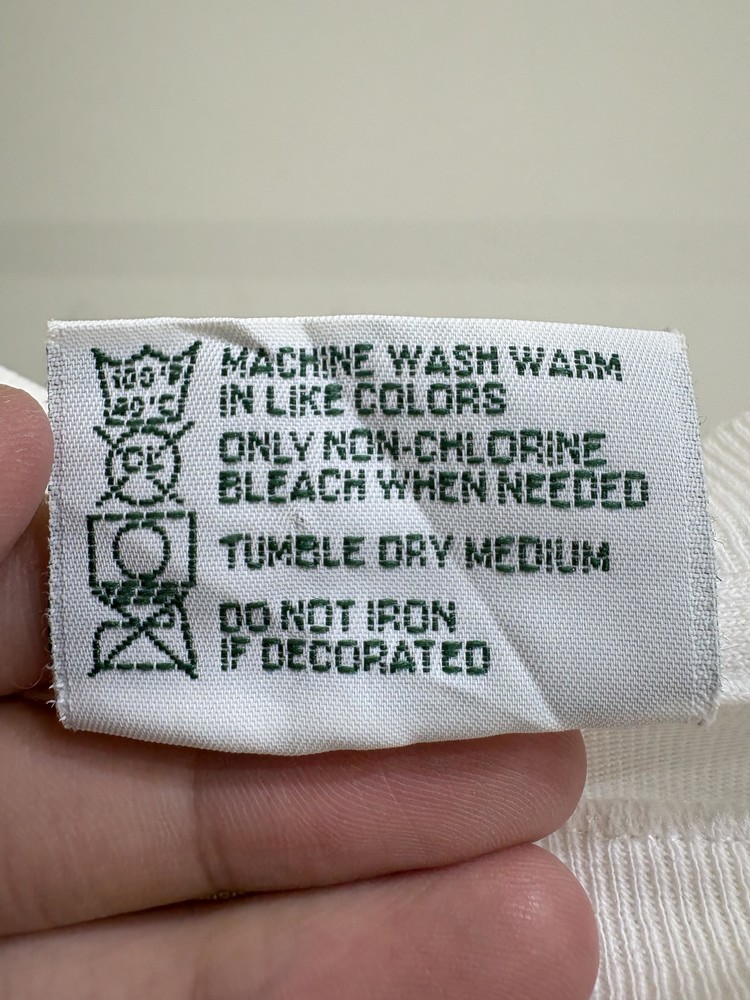 MACHINE WASH WARM
IN LIKE COLORS
ONLY NON-CHLORINE
BLEACH WHEN NEEDED
TUMBLE DRY MEDIUM
DO NOT IRON
IF DECORATED
CL